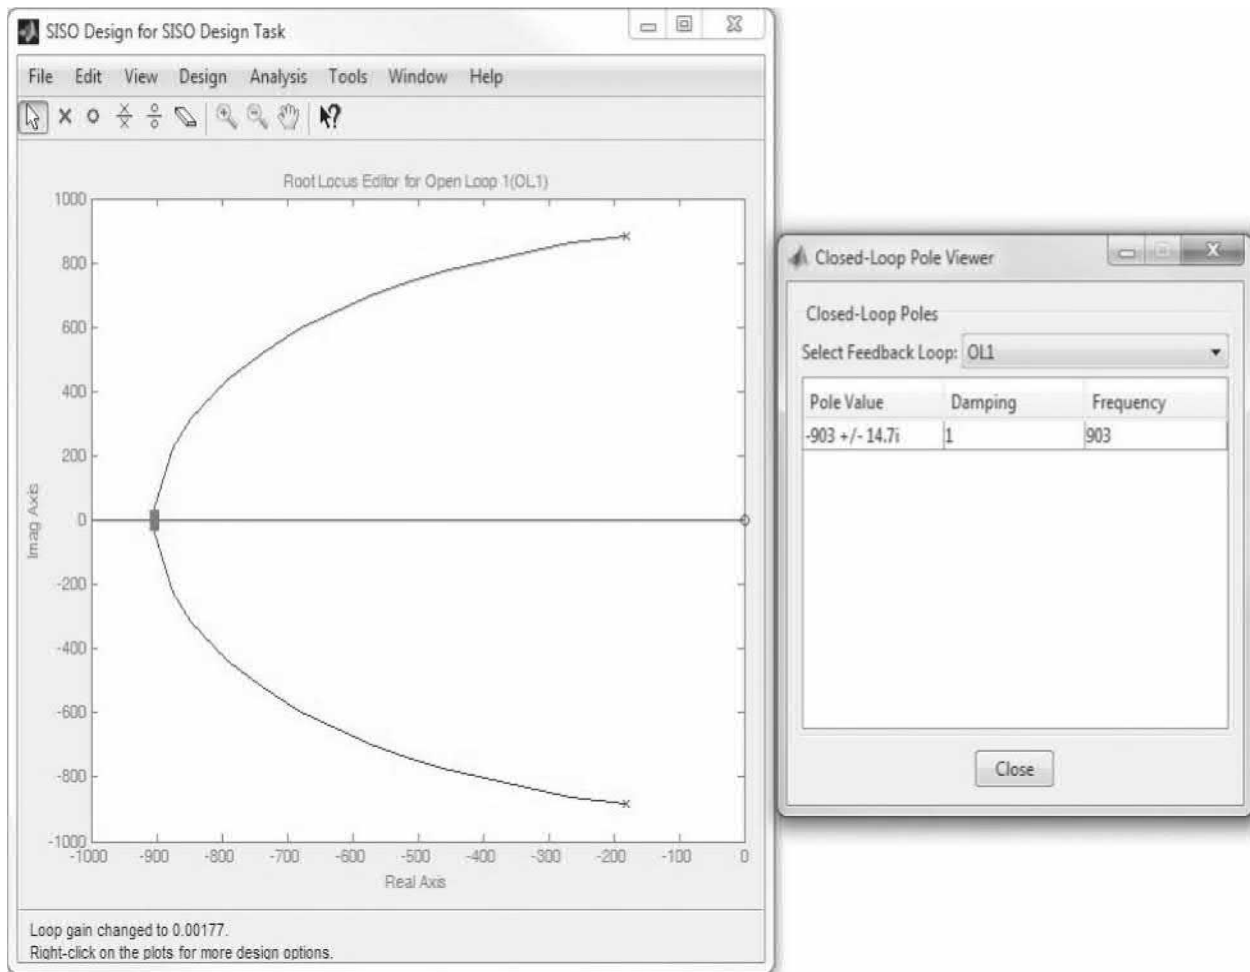 SISO Design for SISO Design Task
File Edit View Design Analysis Tools Window Help
Root Locus Editor for Open Loop 1(OL1)
1000
800
600
400
200
0
-200
-400
-600
-800
-1000
Imag Axis
-1000 -900 -800 -700 -600 -500 -400 -300 -200 -100 0
Real Axis
Loop gain changed to 0.00177.
Right-click on the plots for more design options.
Closed-Loop Pole Viewer
Closed-Loop Poles
Select Feedback Loop: OL1
Pole Value Damping Frequency
-903 +/- 14.7i 1 903
Close